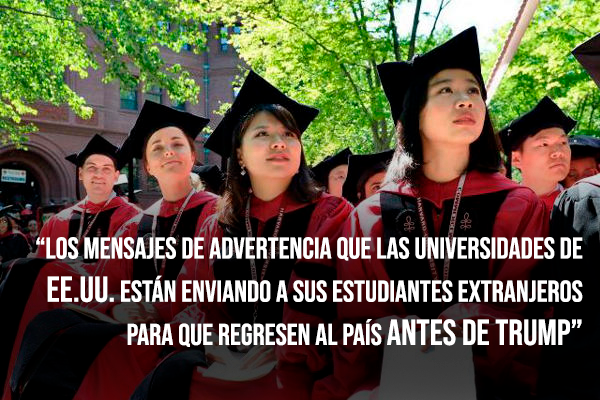 “LOS MENSAJES DE ADVERTENCIA QUE LAS UNIVERSIDADES DE
EE.UU. ESTÁN ENVIANDO A SUS ESTUDIANTES EXTRANJEROS
PARA QUE REGRESEN AL PAÍS ANTES DE TRUMP”